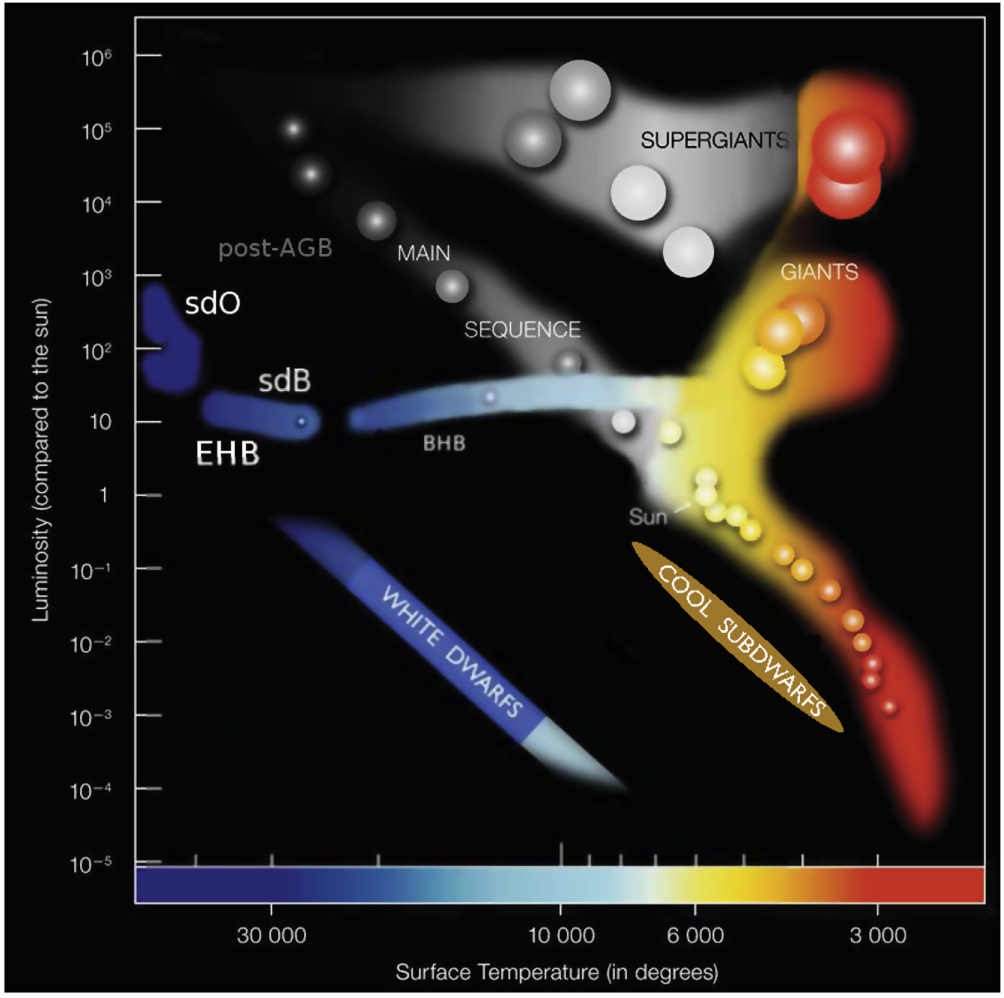 10⁶
10⁵
SUPERGIANTS
10⁴
post-AGB
MAIN
10³
GIANTS
sdO
SEQUENCE
10²
sdB
10
BHB
EHB
1
Sun
10⁻¹
COOL SUBDWARFS
WHITE DWARFS
10⁻²
10⁻³
10⁻⁴
10⁻⁵
Luminosity (compared to the sun)
30 000 10 000 6 000 3 000
Surface Temperature (in degrees)